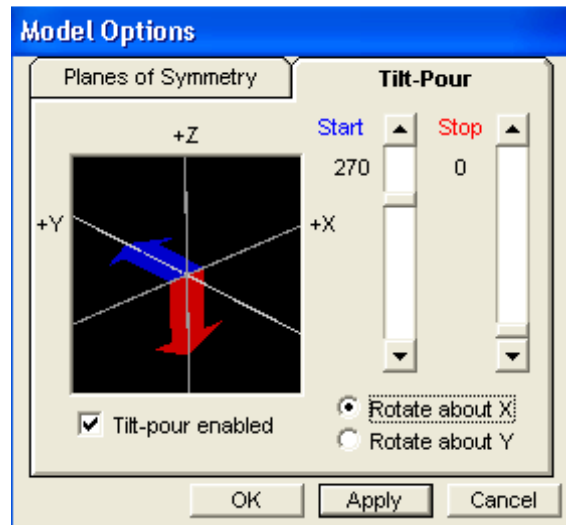 Model Options
Planes of Symmetry
Tilt-Pour
+Z
Start
Stop
270
0
+Y
+X
Tilt-pour enabled
Rotate about X
Rotate about Y
OK
Apply
Cancel